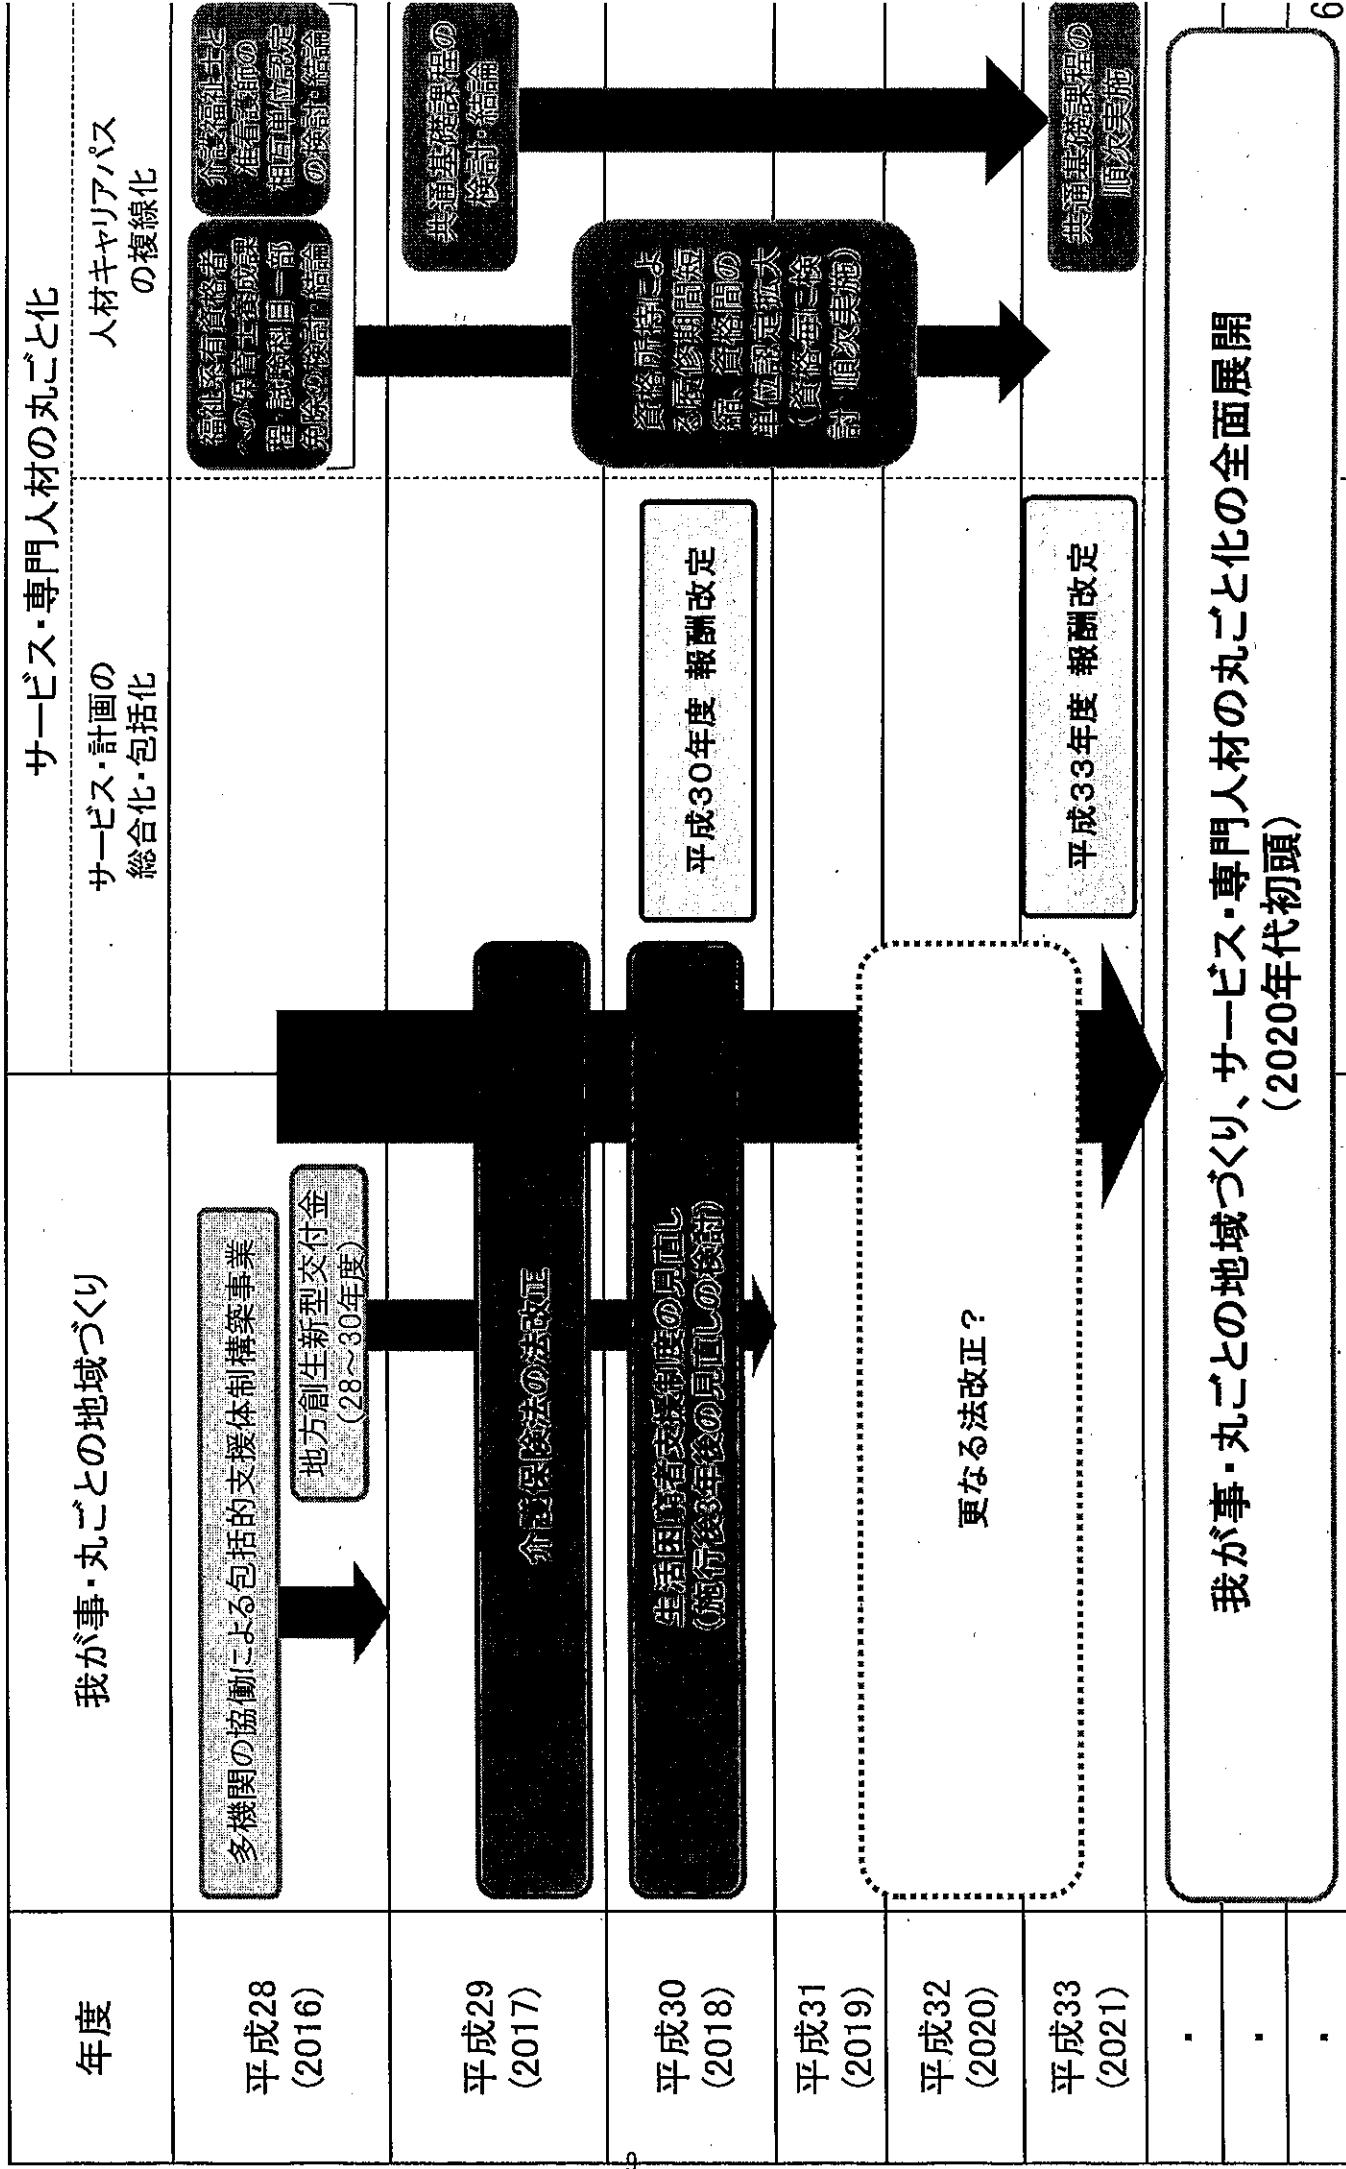 年度
我が事・丸ごとの地域づくり
サービス・専門人材の丸ごと化
サービス・計画の
総合化・包括化
人材キャリアパス
の複線化
平成28
(2016)
多機関の協働による包括的支援体制構築事業
地方創生新型交付金
(28～30年度)
福祉系有資格者
への保育士養成課
程・試験科目一部
免除の検討・結論
介護福祉士と
准看護師の
相互単位認定
の検討・結論
平成29
(2017)
介護保険法の法改正
共通基礎課程の
検討・結論
平成30
(2018)
生活困窮者支援制度の見直し
(施行後3年後の見直しの検討)
平成30年度 報酬改定
資格所持によ
る履修期間短
縮、資格間の
単位認定拡大
(資格毎に検
討・順次実施)
平成31
(2019)
平成32
(2020)
更なる法改正？
平成33
(2021)
平成33年度 報酬改定
共通基礎課程の
順次実施
・
・
・
我が事・丸ごとの地域づくり、サービス・専門人材の丸ごと化の全面展開
(2020年代初頭)
6